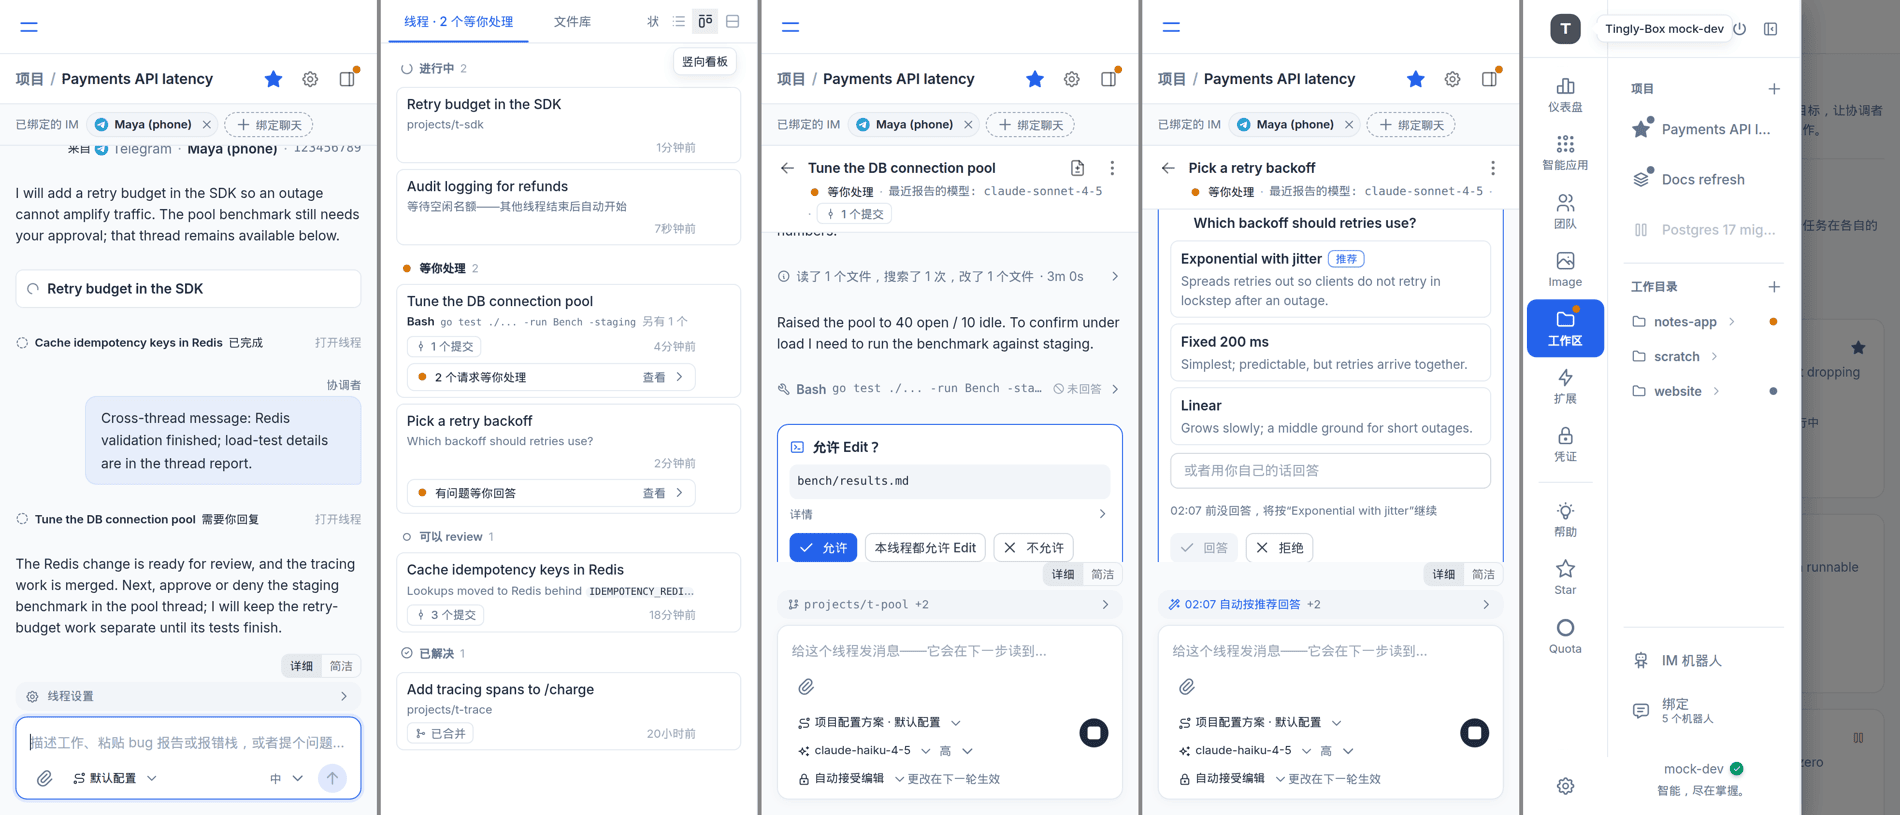 项目 / Payments API latency
已绑定的 IM
Maya (phone)
绑定聊天
来自 Telegram · Maya (phone) · 123456789
I will add a retry budget in the SDK so an outage
cannot amplify traffic. The pool benchmark still needs
your approval; that thread remains available below.
Retry budget in the SDK
Cache idempotency keys in Redis 已完成
打开线程
协调者
Cross-thread message: Redis
validation finished; load-test details
are in the thread report.
Tune the DB connection pool 需要你回复
打开线程
The Redis change is ready for review, and the tracing
work is merged. Next, approve or deny the staging
benchmark in the pool thread; I will keep the retry-
budget work separate until its tests finish.
详细 简洁
线程设置
描述工作、粘贴 bug 报告或报错栈，或者提个问题...
默认配置
中
线程 · 2 个等你处理
文件库
状
竖向看板
进行中 2
Retry budget in the SDK
projects/t-sdk
1分钟前
Audit logging for refunds
等待空闲名额——其他线程结束后自动开始
7秒钟前
等你处理 2
Tune the DB connection pool
Bash go test ./... -run Bench -staging 另有 1 个
1 个提交
4分钟前
2 个请求等你处理
查看
Pick a retry backoff
Which backoff should retries use?
2分钟前
有问题等你回答
查看
可以 review 1
Cache idempotency keys in Redis
Lookups moved to Redis behind IDEMPOTENCY_REDI...
3 个提交
18分钟前
已解决 1
Add tracing spans to /charge
projects/t-trace
已合并
20小时前
项目 / Payments API latency
已绑定的 IM
Maya (phone)
绑定聊天
Tune the DB connection pool
等你处理 · 最近报告的模型: claude-sonnet-4-5
· 1 个提交
numbers.
读了 1 个文件，搜索了 1 次，改了 1 个文件 · 3m 0s
Raised the pool to 40 open / 10 idle. To confirm under
load I need to run the benchmark against staging.
Bash go test ./... -run Bench -sta... 未回答
允许 Edit？
bench/results.md
详情
允许
本线程都允许 Edit
不允许
详细 简洁
projects/t-pool +2
给这个线程发消息——它会在下一步读到...
项目配置方案 · 默认配置
claude-haiku-4-5
高
自动接受编辑
更改在下一轮生效
项目 / Payments API latency
已绑定的 IM
Maya (phone)
绑定聊天
Pick a retry backoff
等你处理 · 最近报告的模型: claude-sonnet-4-5 ·
Which backoff should retries use?
Exponential with jitter 推荐
Spreads retries out so clients do not retry in
lockstep after an outage.
Fixed 200 ms
Simplest; predictable, but retries arrive together.
Linear
Grows slowly; a middle ground for short outages.
或者用你自己的话回答
02:07 前没回答，将按“Exponential with jitter”继续
回答
拒绝
详细 简洁
02:07 自动按推荐回答 +2
给这个线程发消息——它会在下一步读到...
项目配置方案 · 默认配置
claude-haiku-4-5
高
自动接受编辑
更改在下一轮生效
T
Tingly-Box mock-dev
仪表盘
智能应用
团队
Image
工作区
扩展
凭证
帮助
Star
Quota
项目
Payments API l...
Docs refresh
Postgres 17 mig...
工作目录
notes-app
scratch
website
IM 机器人
绑定
5 个机器人
mock-dev
智能，尽在掌握。
目标，让协调者
作。
任务在各自的
dropping
行中
runnable
zero